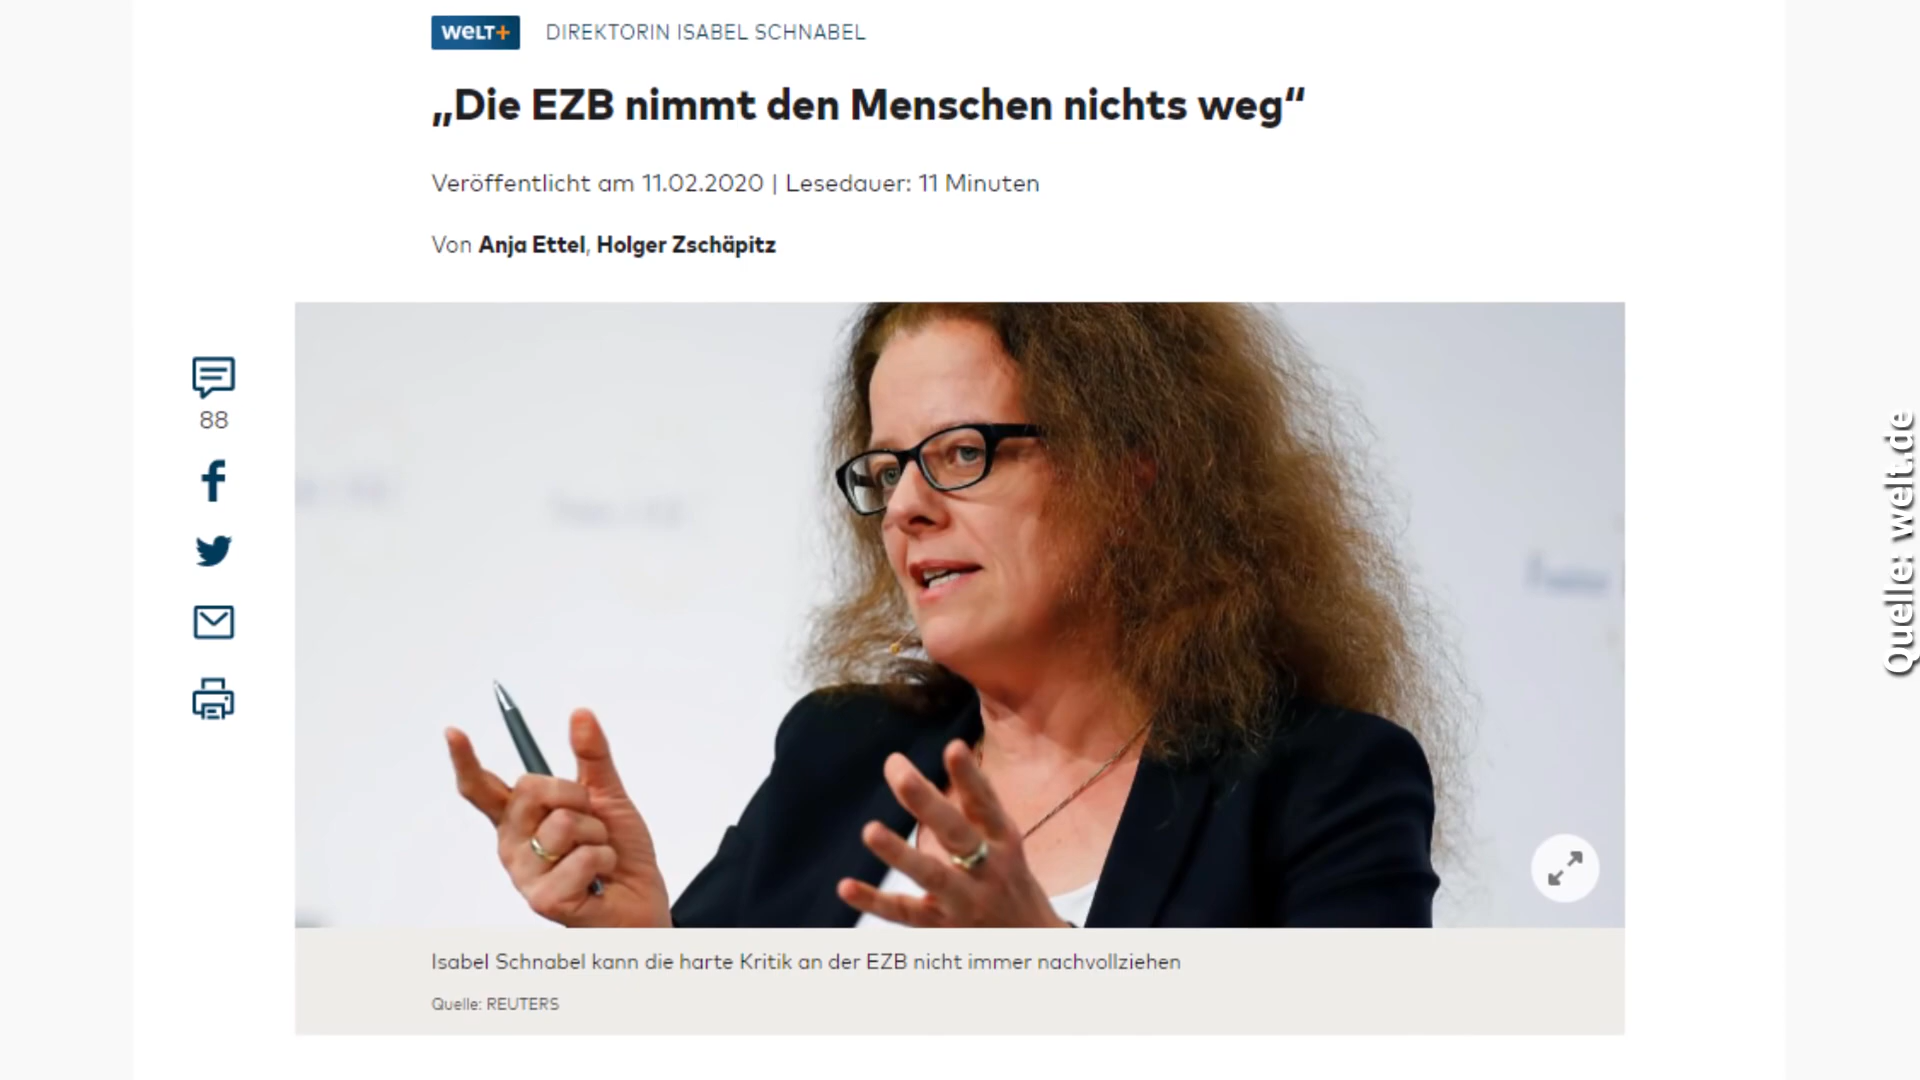 WELT+ DIREKTORIN ISABEL SCHNABEL
„Die EZB nimmt den Menschen nichts weg“
Veröffentlicht am 11.02.2020 | Lesedauer: 11 Minuten
Von Anja Ettel, Holger Zschäpitz
88
Isabel Schnabel kann die harte Kritik an der EZB nicht immer nachvollziehen
Quelle: REUTERS
Quelle: welt.de